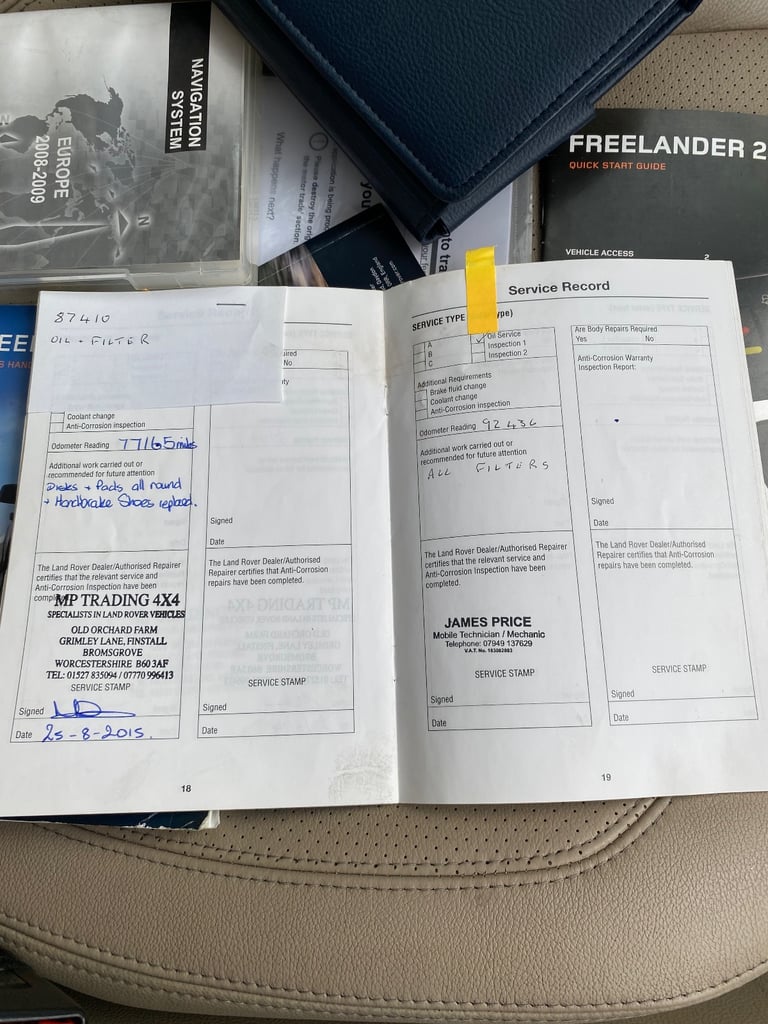 NAVIGATION
SYSTEM
EUROPE
2008-2009
N
What happens next?
Please destroy the
FREELANDER 2
QUICK START GUIDE
VEHICLE ACCESS 2
87410
OIL + FILTER
No
Coolant change
Anti-Corrosion inspection
Odometer Reading 77165 miles
Additional work carried out or
recommended for future attention
Disks + Pads all round
+ Handbrake Shoes replaced.
The Land Rover Dealer/Authorised Repairer
certifies that the relevant service and
Anti-Corrosion Inspection have been
MP TRADING 4X4
SPECIALISTS IN LAND ROVER VEHICLES
OLD ORCHARD FARM
GRIMLEY LANE, FINSTALL
BROMSGROVE
WORCESTERSHIRE B60 3AF
TEL: 01527 835094 / 07770 996413
SERVICE STAMP
Signed
Date 25-8-2015.
Signed
Date
The Land Rover Dealer/Authorised
Repairer certifies that Anti-Corrosion
repairs have been completed.
SERVICE STAMP
Signed
Date
18
Service Record
SERVICE TYPE
ype)
A
B
C
Oil Service
Inspection 1
Inspection 2
Additional Requirements
Brake fluid change
Coolant change
Anti-Corrosion inspection
Odometer Reading 92436
Additional work carried out or
recommended for future attention
ALL FILTERS
The Land Rover Dealer/Authorised Repairer
certifies that the relevant service and
Anti-Corrosion Inspection have been
completed.
JAMES PRICE
Mobile Technician / Mechanic
Telephone: 07949 137629
SERVICE STAMP
Signed
Date
Are Body Repairs Required
Yes No
Anti-Corrosion Warranty
Inspection Report:
Signed
Date
The Land Rover Dealer/Authorised
Repairer certifies that Anti-Corrosion
repairs have been completed.
SERVICE STAMP
Signed
Date
19